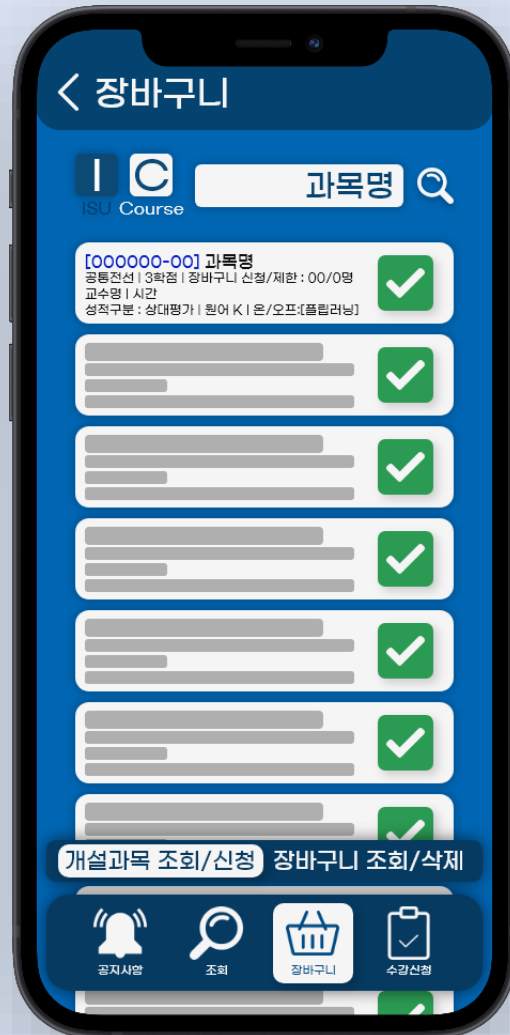 장바구니
I C
ISU Course
과목명
[000000-00] 과목명
공통전선 | 3학점 | 장바구니 신청/제한 : 00/0명
교수명 | 시간
성적구분 : 상대평가 | 원어 K | 온/오프:[플립러닝]
개설과목 조회/신청 장바구니 조회/삭제
공지사항 조회 장바구니 수강신청